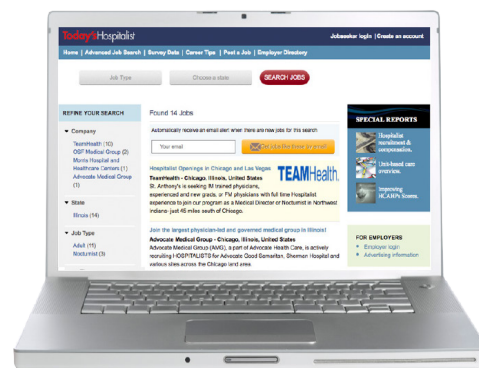 Today'sHospitalist
Jobseeker login | Create an account
Home | Advanced Job Search | Survey Data | Career Tips | Post a Job | Employer Directory
Job Type
Choose a state
SEARCH JOBS
REFINE YOUR SEARCH
Company
TeamHealth (10)
OSF Medical Group (2)
Monte Hospital and
Healthcare Centers (1)
Advocate Medical Group
(1)
State
Illinois (14)
Job Type
Adult (11)
Nocturnist (3)
Found 14 Jobs
Automatically receive an email alert when there are new jobs for this search
Your email
Get jobs like these by email
Hospitalist Openings in Chicago and Las Vegas
TEAMHealth.
TeamHealth - Chicago, Illinois, United States
St. Anthony's is seeking IM trained physicians,
experienced and new grads, or FM physicians with full time Hospitalist
experience to join our program as a Medical Director or Nocturnist in Northwest
Indiana-just 45 miles south of Chicago.
Join the largest physician-led and governed medical group in Illinois!
Advocate Medical Group - Chicago, Illinois, United States
Advocate Medical Group (AMG), a part of Advocate Health Care, is actively
recruiting HOSPITALISTS for Advocate Good Samaritan, Sherman Hospital and
various sites across the Chicago land area.
SPECIAL REPORTS
Hospitalist
recruitment &
compensation.
Unit-based care
overview.
Improving
HCAHPs Scores.
FOR EMPLOYERS
Employer login
Advertising information